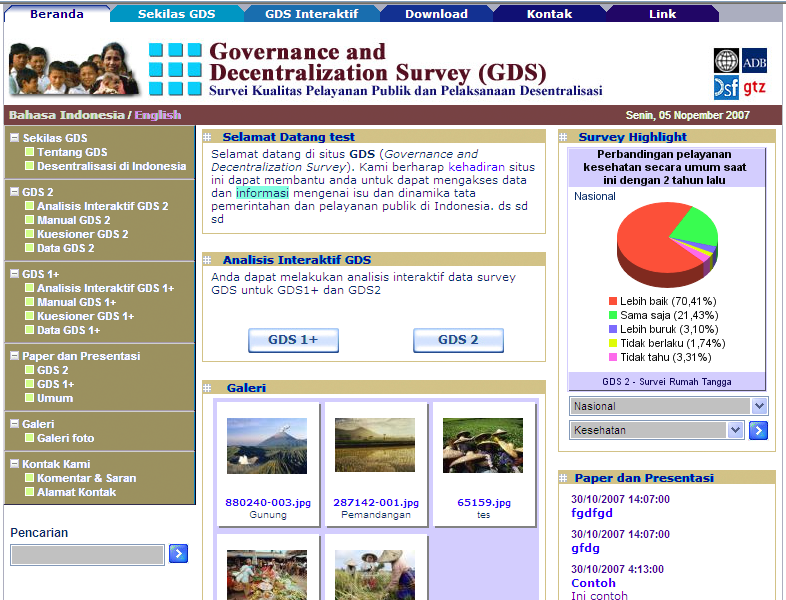 Beranda
Sekilas GDS
GDS Interaktif
Download
Kontak
Link
Governance and
Decentralization Survey (GDS)
Survei Kualitas Pelayanan Publik dan Pelaksanaan Desentralisasi
ADB
Dsf gtz
Bahasa Indonesia / English
Senin, 05 Nopember 2007
Sekilas GDS
Tentang GDS
Desentralisasi di Indonesia
GDS 2
Analisis Interaktif GDS 2
Manual GDS 2
Kuesioner GDS 2
Data GDS 2
GDS 1+
Analisis Interaktif GDS 1+
Manual GDS 1+
Kuesioner GDS 1+
Data GDS 1+
Paper dan Presentasi
GDS 2
GDS 1+
Umum
Galeri
Galeri foto
Kontak Kami
Komentar & Saran
Alamat Kontak
Pencarian
Selamat Datang test
Selamat datang di situs GDS (Governance and
Decentralization Survey). Kami berharap kehadiran situs
ini dapat membantu anda untuk dapat mengakses data
dan informasi mengenai isu dan dinamika tata
pemerintahan dan pelayanan publik di Indonesia. ds sd
sd
Analisis Interaktif GDS
Anda dapat melakukan analisis interaktif data survey
GDS untuk GDS1+ dan GDS2
GDS 1+
GDS 2
Galeri
880240-003.jpg
Gunung
287142-001.jpg
Pemandangan
65159.jpg
tes
Survey Highlight
Perbandingan pelayanan
kesehatan secara umum saat
ini dengan 2 tahun lalu
Nasional
Lebih baik (70,41%)
Sama saja (21,43%)
Lebih buruk (3,10%)
Tidak berlaku (1,74%)
Tidak tahu (3,31%)
GDS 2 - Survei Rumah Tangga
Nasional
Kesehatan
Paper dan Presentasi
30/10/2007 14:07:00
fgdfgd
30/10/2007 14:07:00
gfdg
30/10/2007 4:13:00
Contoh
Ini contoh